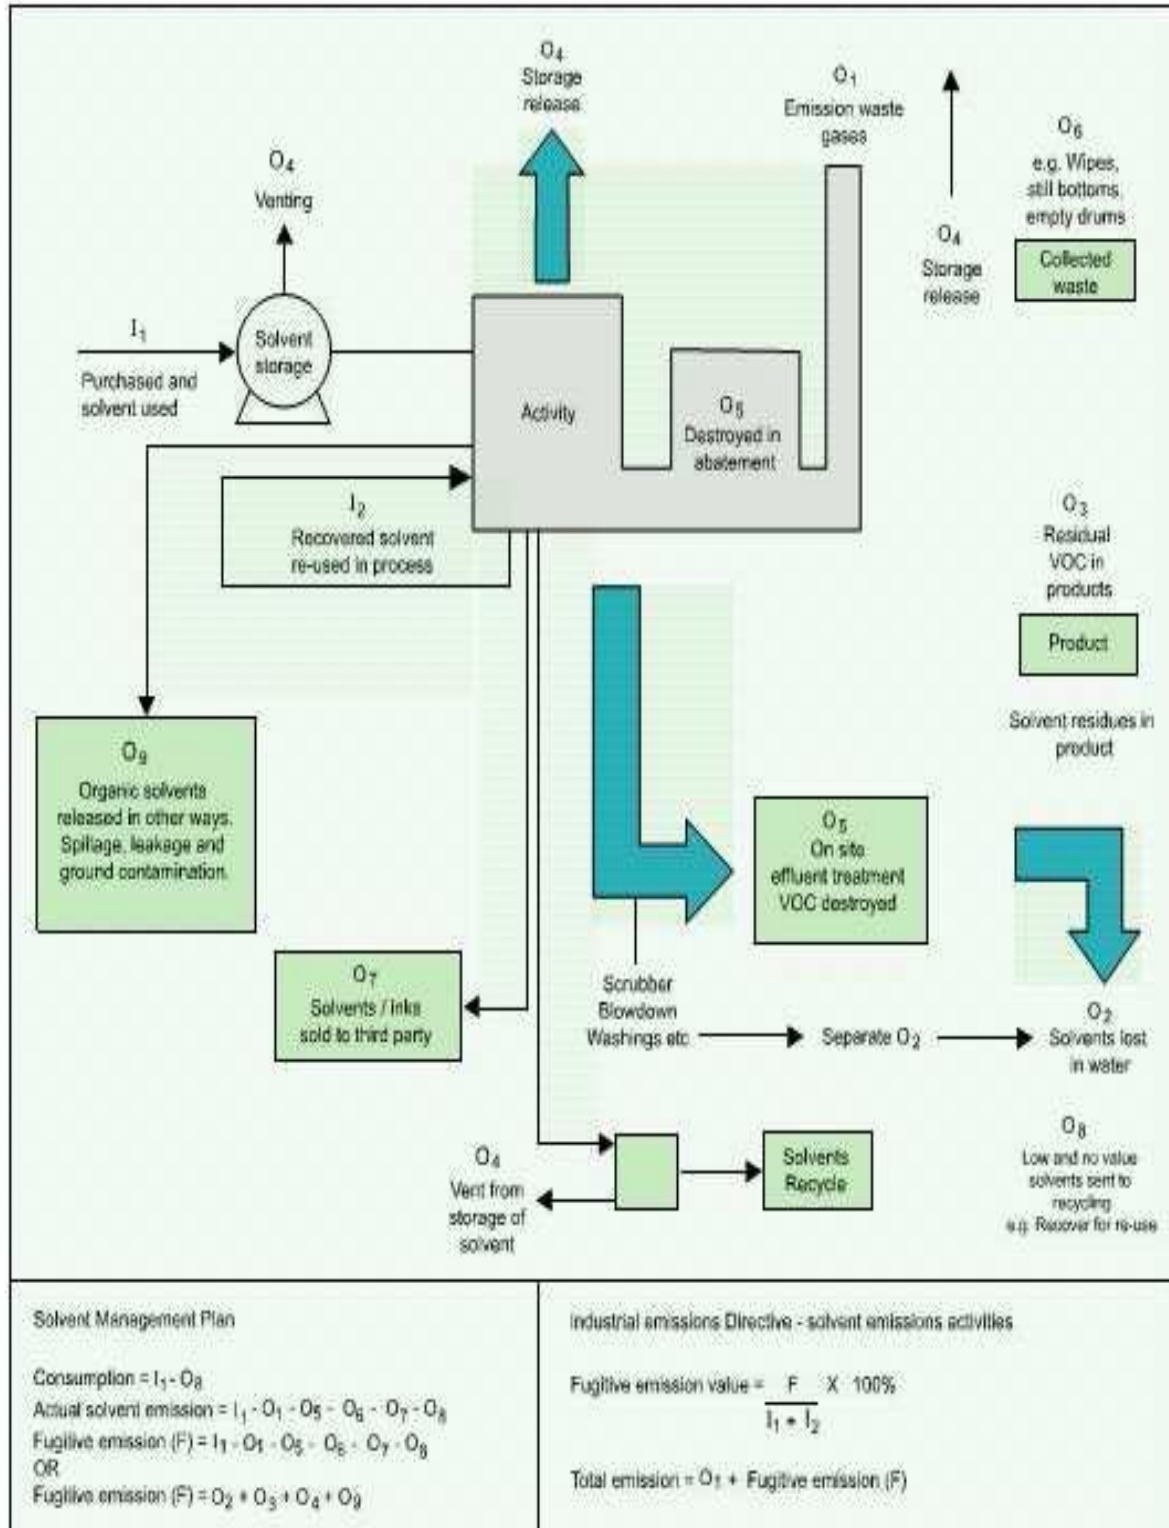 O₄
Storage
release
O₁
Emission waste
gases
O₆
e.g. Wipes,
still bottoms,
empty drums
Collected
waste
O₄
Storage
release
O₄
Venting
I₁
Purchased and
solvent used
Solvent
storage
Activity
O₅
Destroyed in
abatement
I₂
Recovered solvent
re-used in process
O₃
Residual
VOC in
products
Product
Solvent residues in
product
O₉
Organic solvents
released in other ways.
Spillage, leakage and
ground contamination.
O₅
On site
effluent treatment
VOC destroyed
O₇
Solvents / inks
sold to third party
Scrubber
Blowdown
Washings etc
Separate O₂
O₂
Solvents lost
in water
O₄
Vent from
storage of
solvent
Solvents
Recycle
O₈
Low and no value
solvents sent to
recycling
e.g. Recover for re-use
Solvent Management Plan
Consumption = I₁ - O₈
Actual solvent emission = I₁ - O₁ - O₅ - O₆ - O₇ - O₈
Fugitive emission (F) = I₁ - O₁ - O₅ - O₆ - O₇ - O₈
OR
Fugitive emission (F) = O₂ + O₃ + O₄ + O₉
Industrial emissions Directive - solvent emissions activities
Fugitive emission value = F X 100%
I₁ + I₂
Total emission = O₁ + Fugitive emission (F)